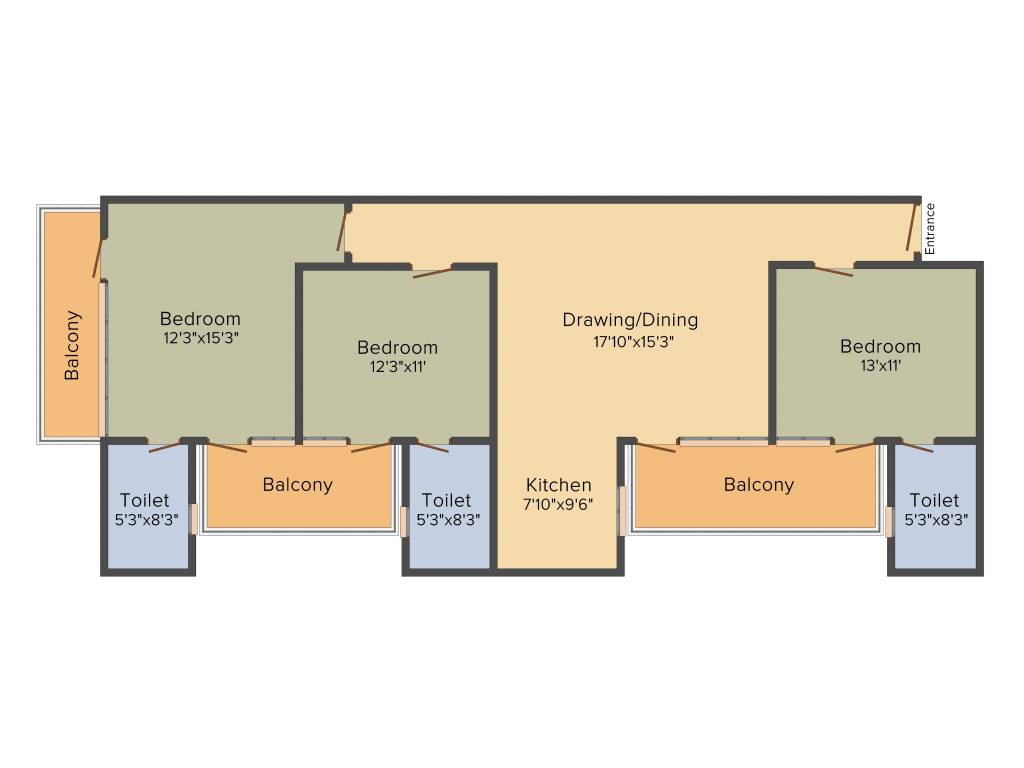 Entrance
Balcony
Bedroom
12'3"x15'3"
Bedroom
12'3"x11'
Drawing/Dining
17'10"x15'3"
Bedroom
13'x11'
Toilet
5'3"x8'3"
Balcony
Toilet
5'3"x8'3"
Kitchen
7'10"x9'6"
Balcony
Toilet
5'3"x8'3"